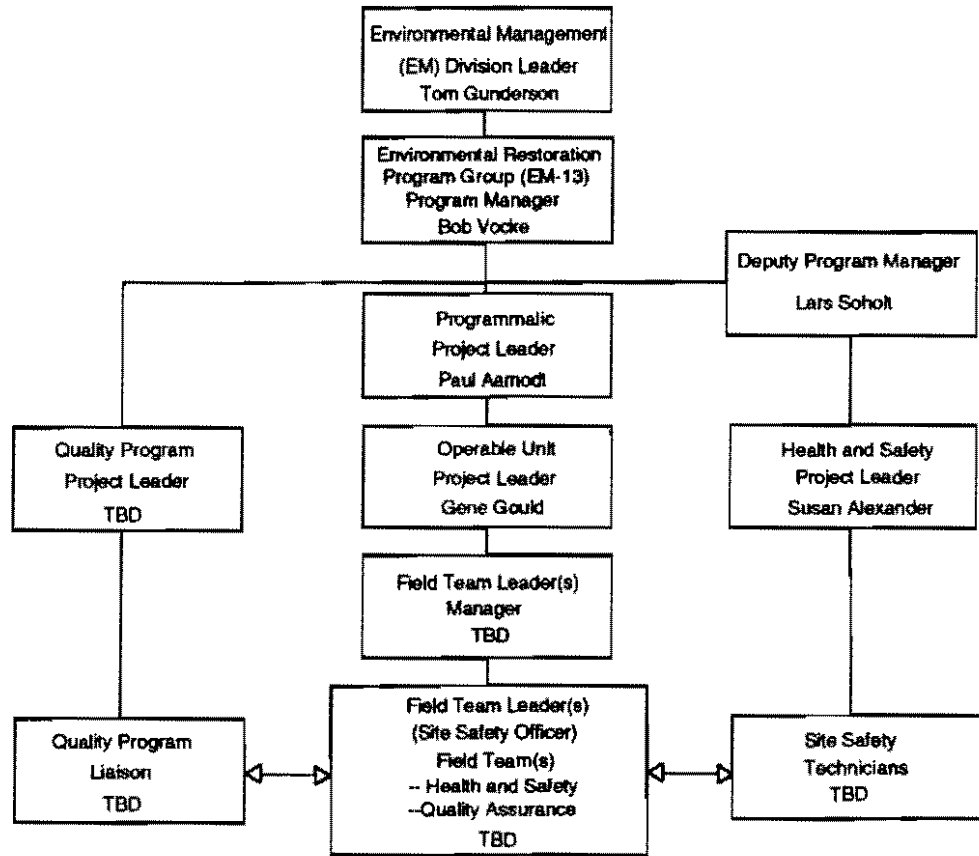 Environmental Management
(EM) Division Leader
Tom Gunderson
Environmental Restoration
Program Group (EM-13)
Program Manager
Bob Vocke
Deputy Program Manager
Lars Soholt
Programmatic
Project Leader
Paul Aamodt
Quality Program
Project Leader
TBD
Operable Unit
Project Leader
Gene Gould
Health and Safety
Project Leader
Susan Alexander
Field Team Leader(s)
Manager
TBD
Quality Program
Liaison
TBD
Field Team Leader(s)
(Site Safety Officer)
Field Team(s)
-- Health and Safety
--Quality Assurance
TBD
Site Safety
Technicians
TBD